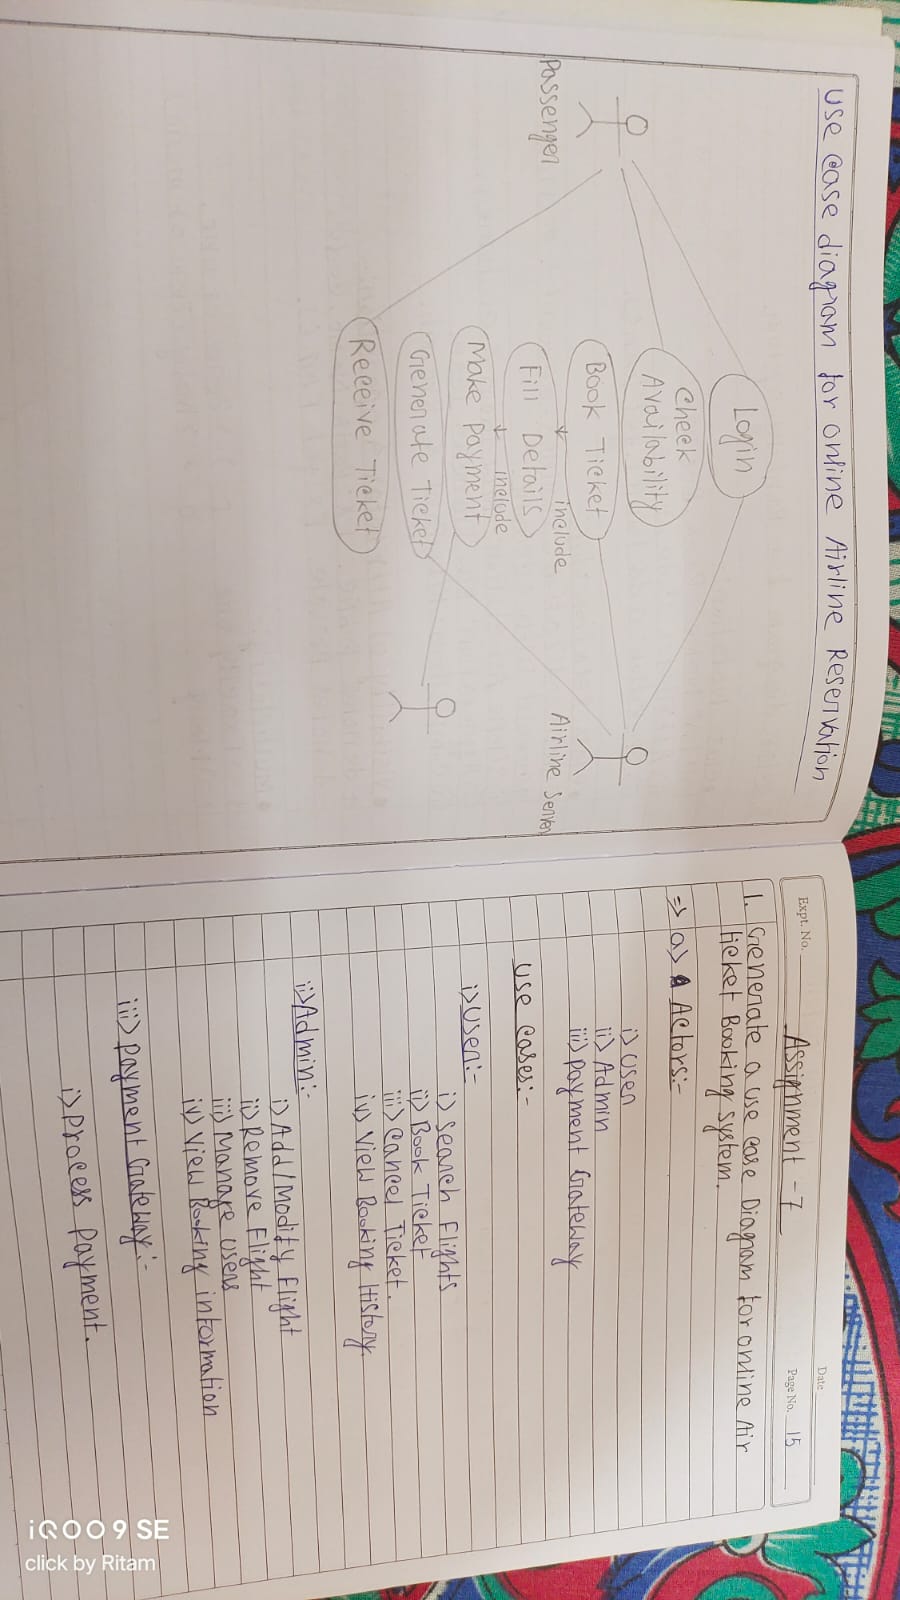 Use Case diagram for online Airline Reservation
Login
Check
Availability
Book Ticket
include
Fill Details
include
Make Payment
Generate Ticket
Receive Ticket
Passenger
Airline Server
Expt. No.
Date
Assignment - 7
Page No. 15
1. Generate a use case Diagram for online Air
ticket Booking system.
=> a) Actors:-
i) User
ii) Admin
iii) Payment Gateway
Use cases:-
i) User:-
i) Search Flights
ii) Book Ticket
iii) Cancel Ticket.
iv) View Booking History.
ii) Admin:-
i) Add/Modify Flight
ii) Remove Flight
iii) Manage users
iv) View Booking information
iii) Payment Gateway:-
i) Process Payment.
iQOO 9 SE
click by Ritam